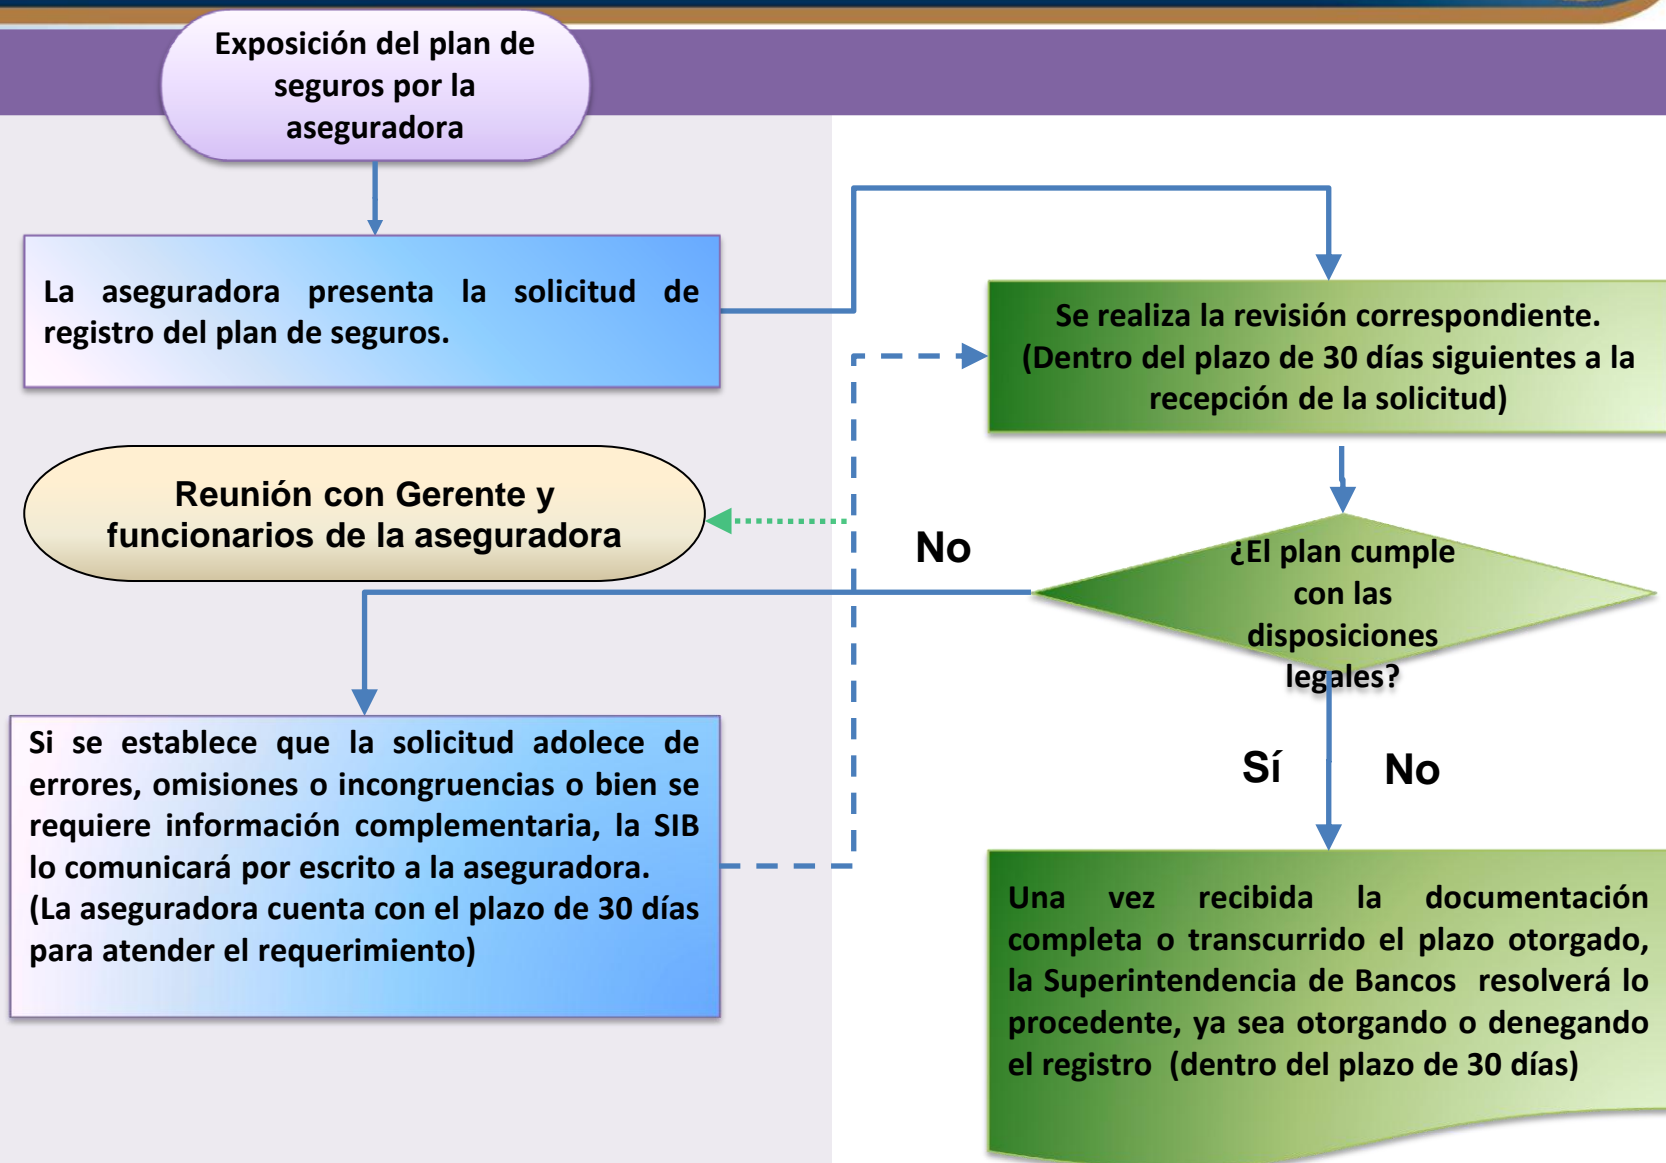 Exposición del plan de
seguros por la
aseguradora
La aseguradora presenta la solicitud de
registro del plan de seguros.
Se realiza la revisión correspondiente.
(Dentro del plazo de 30 días siguientes a la
recepción de la solicitud)
Reunión con Gerente y
funcionarios de la aseguradora
No
¿El plan cumple
con las
disposiciones
legales?
Sí
No
Si se establece que la solicitud adolece de
errores, omisiones o incongruencias o bien se
requiere información complementaria, la SIB
lo comunicará por escrito a la aseguradora.
(La aseguradora cuenta con el plazo de 30 días
para atender el requerimiento)
Una vez recibida la documentación
completa o transcurrido el plazo otorgado,
la Superintendencia de Bancos resolverá lo
procedente, ya sea otorgando o denegando
el registro (dentro del plazo de 30 días)